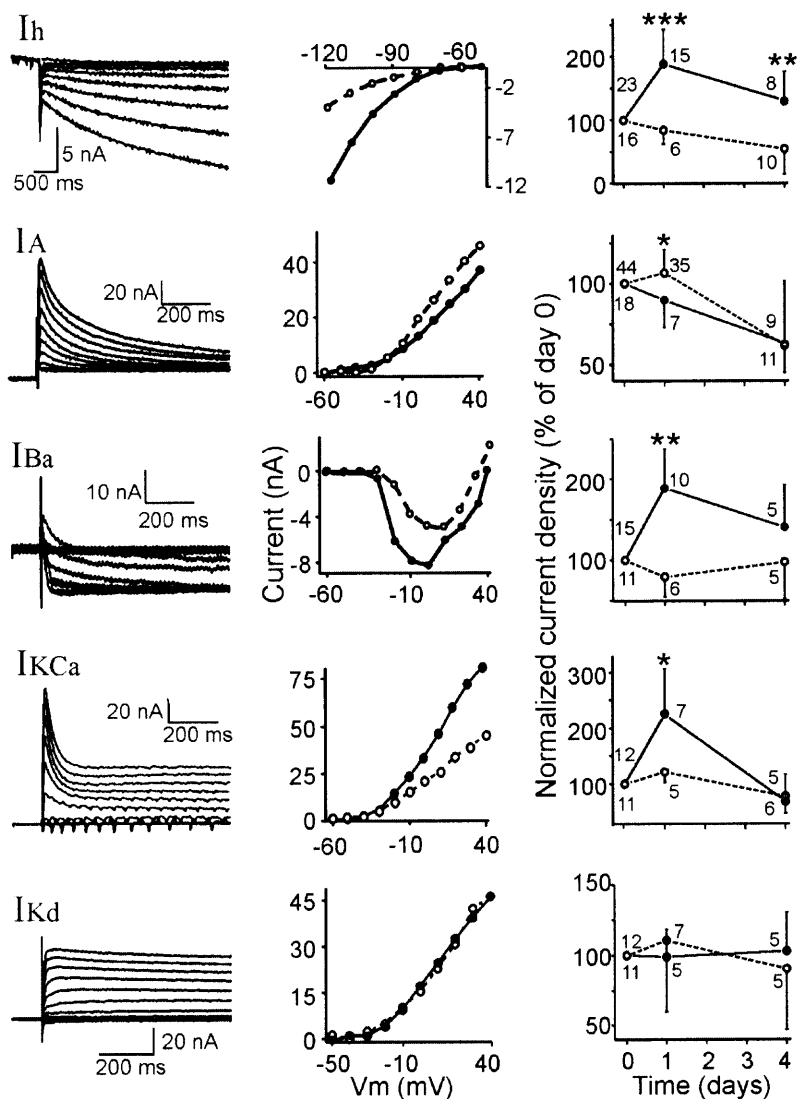 Ih
5 nA
500 ms
-120 -90 -60
-2
-7
-12
***
**
200
150
100
50
0
23
15
8
16
6
10
IA
20 nA
200 ms
40
20
0
-60 -10 40
*
100
50
44
35
9
18
7
11
IBa
10 nA
200 ms
0
-4
-8
-10 40
Current (nA)
**
200
100
15
10
5
11
6
5
IKCa
20 nA
200 ms
75
50
25
0
-60 -10 40
*
300
200
100
12
7
5
11
5
6
Normalized current density (% of day 0)
IKd
20 nA
200 ms
45
30
15
0
-50 -10 40
Vm (mV)
150
100
50
12
7
5
11
5
5
0 1 2 3 4
Time (days)